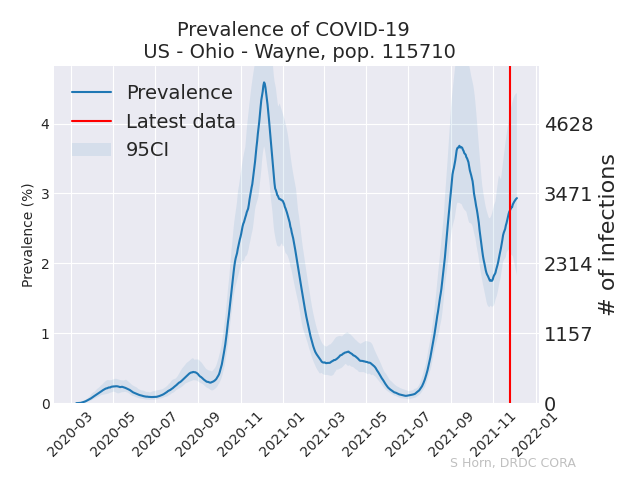 Prevalence of COVID-19
US - Ohio - Wayne, pop. 115710
Prevalence
Latest data
95CI
Prevalence (%)
4
3
2
1
0
4628
3471
2314
1157
0
# of infections
2020-03
2020-05
2020-07
2020-09
2020-11
2021-01
2021-03
2021-05
2021-07
2021-09
2021-11
2022-01
S Horn, DRDC CORA